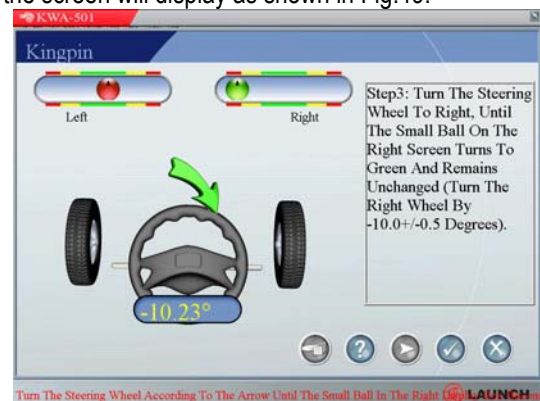 the screen will display as shown in Fig.
KWA-501
Kingpin
Left
Right
Step3: Turn The Steering
Wheel To Right, Until
The Small Ball On The
Right Screen Turns To
Green And Remains
Unchanged (Turn The
Right Wheel By
-10.0+/-0.5 Degrees).
-10.23°
?
Turn The Steering Wheel According To The Arrow Until The Small Ball In The Right
LAUNCH